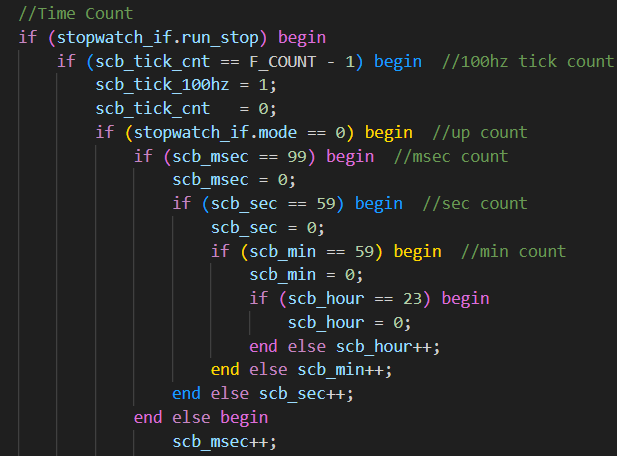 //Time Count
if (stopwatch_if.run_stop) begin
if (scb_tick_cnt == F_COUNT - 1) begin  //100hz tick count
scb_tick_100hz = 1;
scb_tick_cnt   = 0;
if (stopwatch_if.mode == 0) begin  //up count
if (scb_msec == 99) begin  //msec count
scb_msec = 0;
if (scb_sec == 59) begin  //sec count
scb_sec = 0;
if (scb_min == 59) begin  //min count
scb_min = 0;
if (scb_hour == 23) begin
scb_hour = 0;
end else scb_hour++;
end else scb_min++;
end else scb_sec++;
end else begin
scb_msec++;